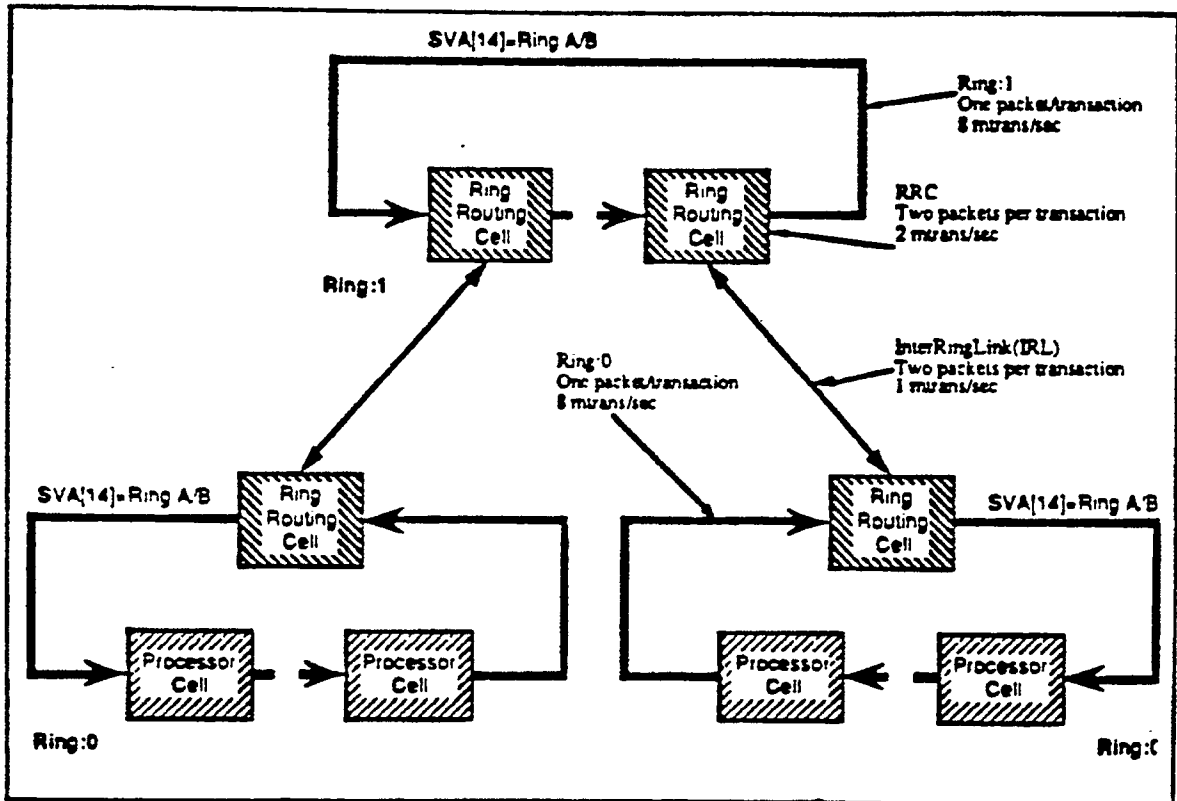 SVA[14]=Ring A/B
Ring:1
One packet/transaction
8 mtrans/sec
Ring
Routing
Cell
Ring
Routing
Cell
RRC
Two packets per transaction
2 mtrans/sec
Ring:1
InterRingLink(IRL)
Two packets per transaction
1 mtrans/sec
Ring:0
One packet/transaction
8 mtrans/sec
SVA[14]=Ring A/B
Ring
Routing
Cell
Ring
Routing
Cell
SVA[14]=Ring A/B
Processor
Cell
Processor
Cell
Processor
Cell
Processor
Cell
Ring:0
Ring:0